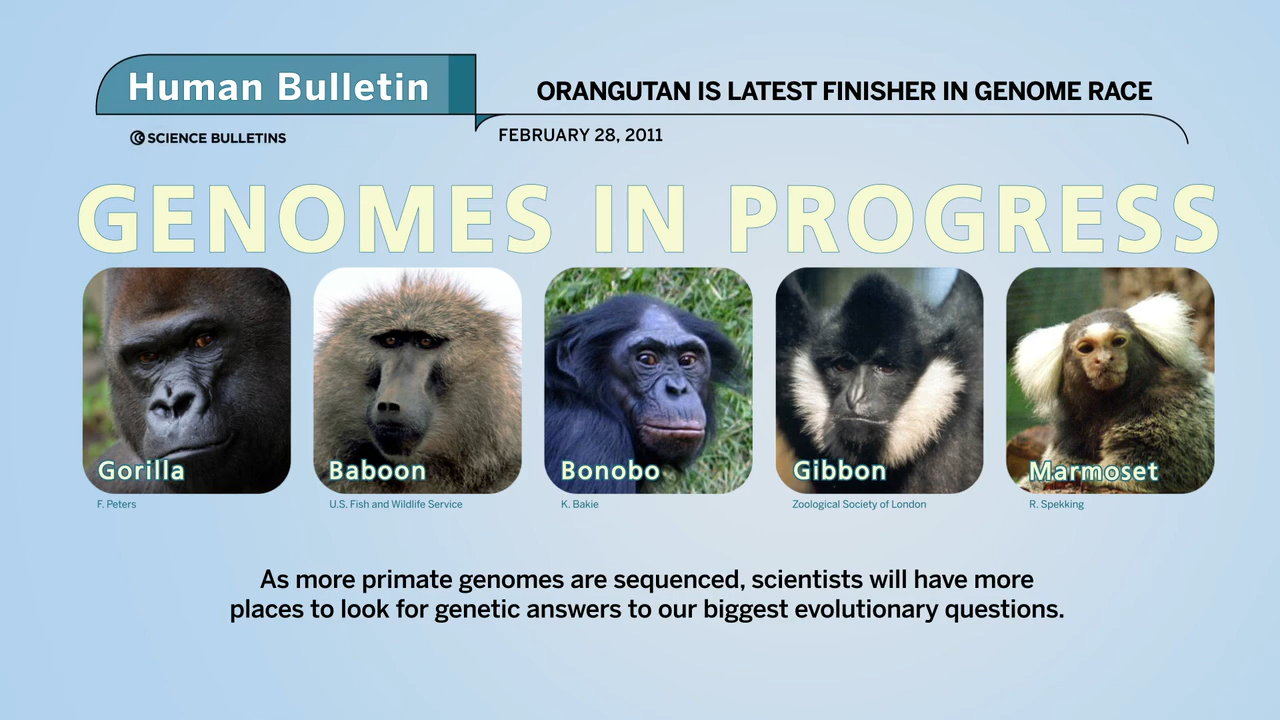 Human Bulletin
ORANGUTAN IS LATEST FINISHER IN GENOME RACE
SCIENCE BULLETINS
FEBRUARY 28, 2011
GENOMES IN PROGRESS
Gorilla
Baboon
Bonobo
Gibbon
Marmoset
F. Peters
U.S. Fish and Wildlife Service
K. Bakie
Zoological Society of London
R. Spekking
As more primate genomes are sequenced, scientists will have more
places to look for genetic answers to our biggest evolutionary questions.